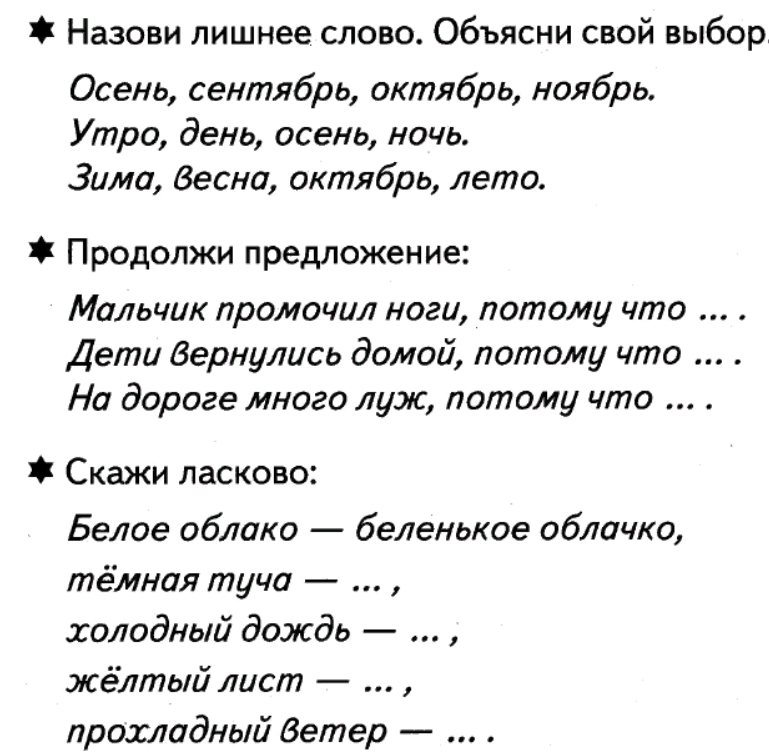 ✶ Назови лишнее слово. Объясни свой выбор.
Осень, сентябрь, октябрь, ноябрь.
Утро, день, осень, ночь.
Зима, весна, октябрь, лето.
✶ Продолжи предложение:
Мальчик промочил ноги, потому что ... .
Дети вернулись домой, потому что ... .
На дороге много луж, потому что ... .
✶ Скажи ласково:
Белое облако — беленькое облачко,
тёмная туча — ... ,
холодный дождь — ... ,
жёлтый лист — ... ,
прохладный ветер — ... .